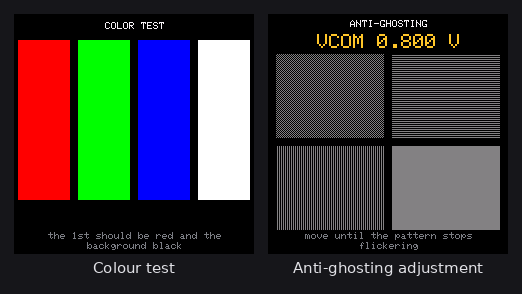 COLOR TEST
the 1st should be red and the
background black
Colour test
ANTI-GHOSTING
VCOM 0.800 V
move until the pattern stops
flickering
Anti-ghosting adjustment